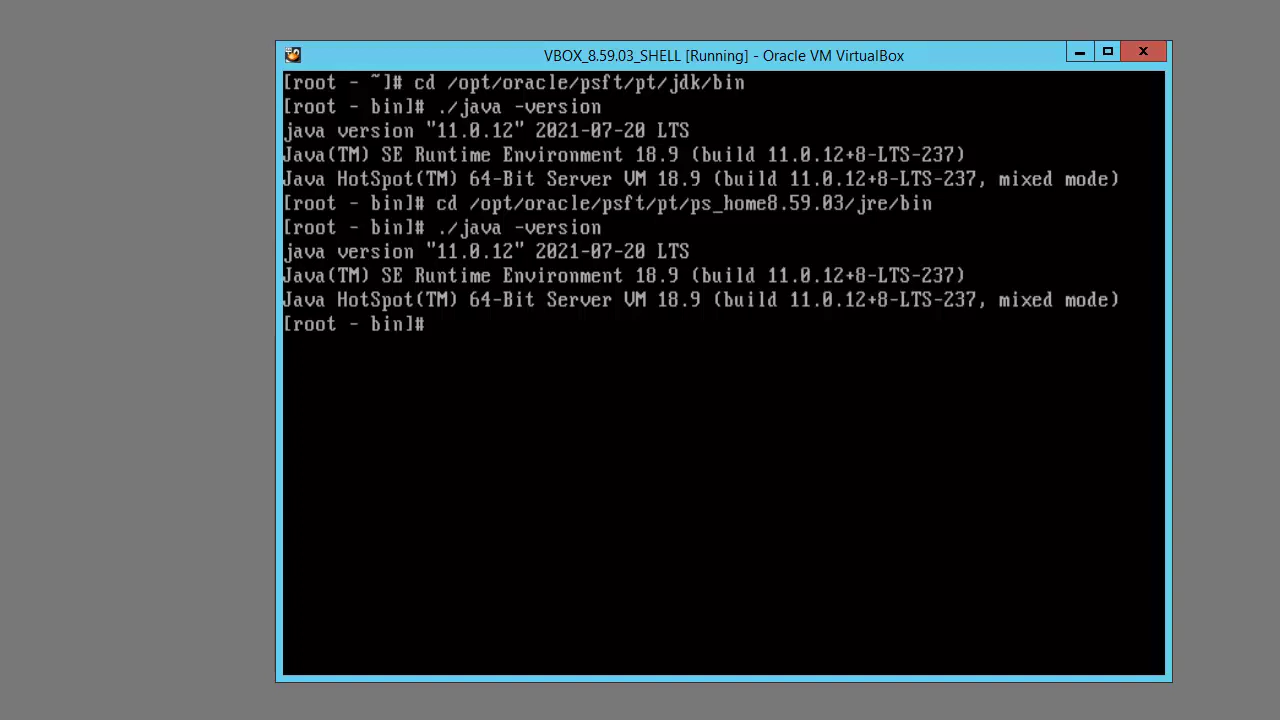 VBOX_8.59.03_SHELL [Running] - Oracle VM VirtualBox
[root - ~]# cd /opt/oracle/psft/pt/jdk/bin
[root - bin]# ./java -version
java version "11.0.12" 2021-07-20 LTS
Java(TM) SE Runtime Environment 18.9 (build 11.0.12+8-LTS-237)
Java HotSpot(TM) 64-Bit Server VM 18.9 (build 11.0.12+8-LTS-237, mixed mode)
[root - bin]# cd /opt/oracle/psft/pt/ps_home8.59.03/jre/bin
[root - bin]# ./java -version
java version "11.0.12" 2021-07-20 LTS
Java(TM) SE Runtime Environment 18.9 (build 11.0.12+8-LTS-237)
Java HotSpot(TM) 64-Bit Server VM 18.9 (build 11.0.12+8-LTS-237, mixed mode)
[root - bin]#